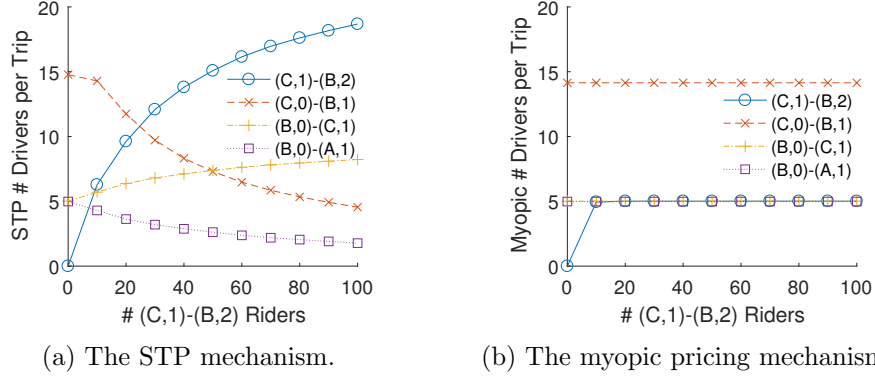 20
15
10
5
0
STP # Drivers per Trip
(C,1)-(B,2)
(C,0)-(B,1)
(B,0)-(C,1)
(B,0)-(A,1)
0 20 40 60 80 100
# (C,1)-(B,2) Riders
(a) The STP mechanism.
20
15
10
5
0
Myopic # Drivers per Trip
(C,1)-(B,2)
(C,0)-(B,1)
(B,0)-(C,1)
(B,0)-(A,1)
0 20 40 60 80 100
# (C,1)-(B,2) Riders
(b) The myopic pricing mechanism